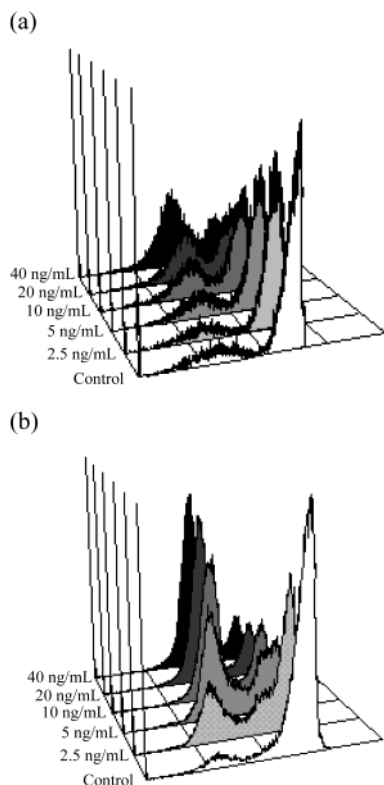 (a)
40 ng/mL
20 ng/mL
10 ng/mL
5 ng/mL
2.5 ng/mL
Control
(b)
40 ng/mL
20 ng/mL
10 ng/mL
5 ng/mL
2.5 ng/mL
Control